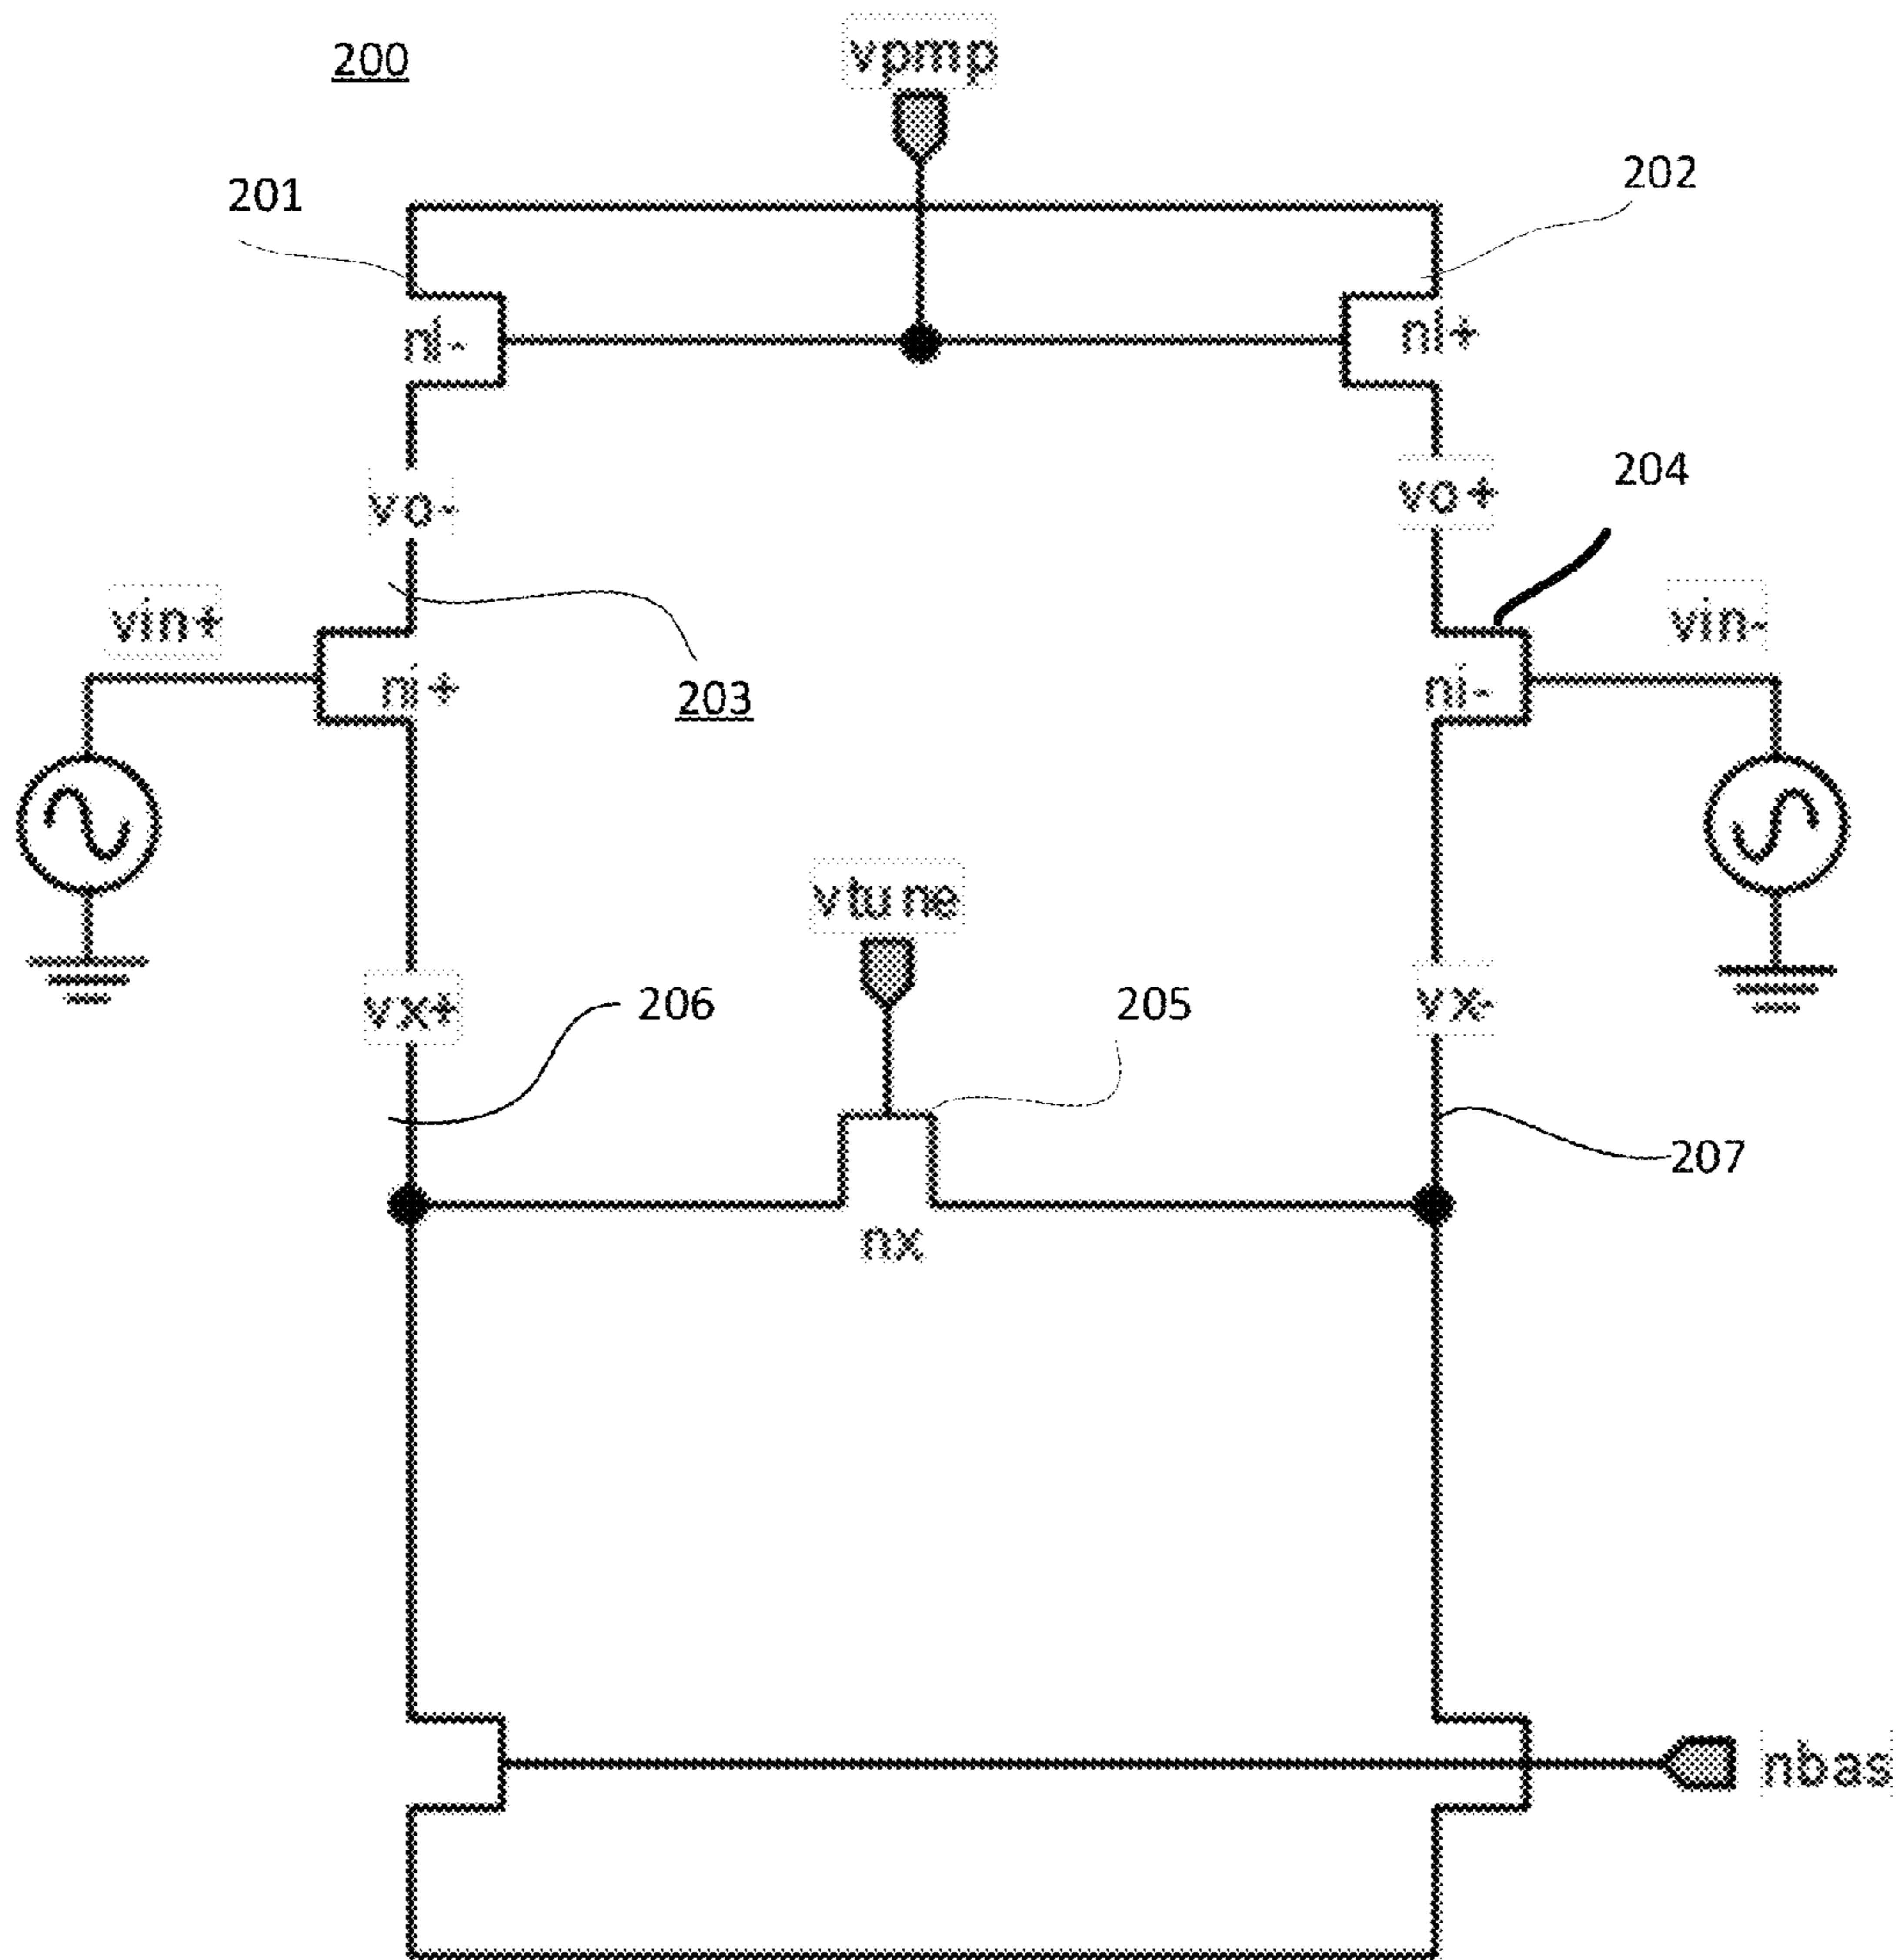 200
vpmp
201
202
nl-
nl+
vo-
vo+
204
vin+
vin-
ni+
ni-
203
vtune
vx+
206
205
vx-
207
nx
nbas